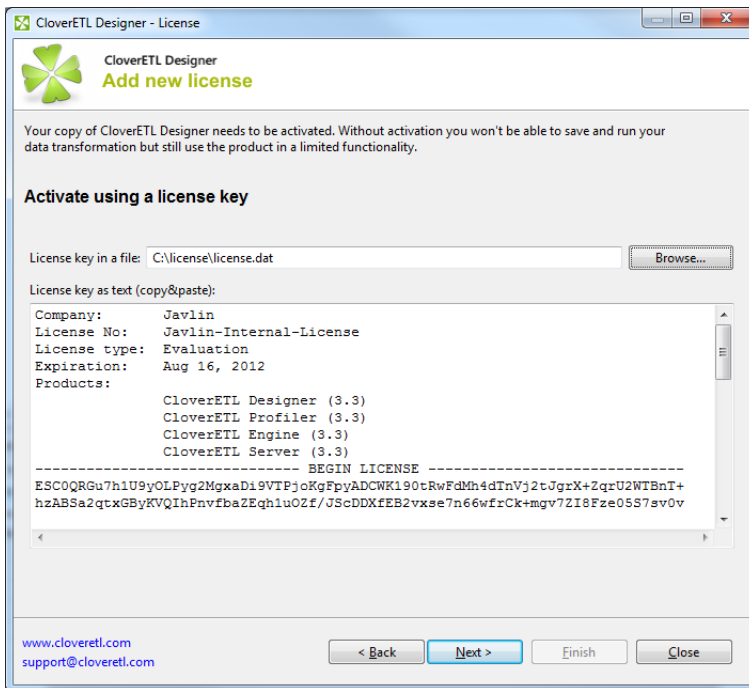 CloverETL Designer - License
CloverETL Designer
Add new license
Your copy of CloverETL Designer needs to be activated. Without activation you won't be able to save and run your
data transformation but still use the product in a limited functionality.
Activate using a license key
License key in a file: C:\license\license.dat Browse...
License key as text (copy&paste):
Company: Javlin
License No: Javlin-Internal-License
License type: Evaluation
Expiration: Aug 16, 2012
Products:
CloverETL Designer (3.3)
CloverETL Profiler (3.3)
CloverETL Engine (3.3)
CloverETL Server (3.3)
------------------------------- BEGIN LICENSE ------------------------------
ESC0QRGu7h1U9yOLPyg2MgxaDi9VTPjoKgFpyADCWK190tRwFdMh4dTnVj2tJgrX+ZqrU2WTBnT+
hzABSa2qtxGByKVQIhPnvfbaZEqh1uOZf/JScDDXfEB2vxse7n66wfrCk+mgv7ZI8Fze05S7sv0v
www.cloveretl.com
support@cloveretl.com
< Back Next > Finish Close